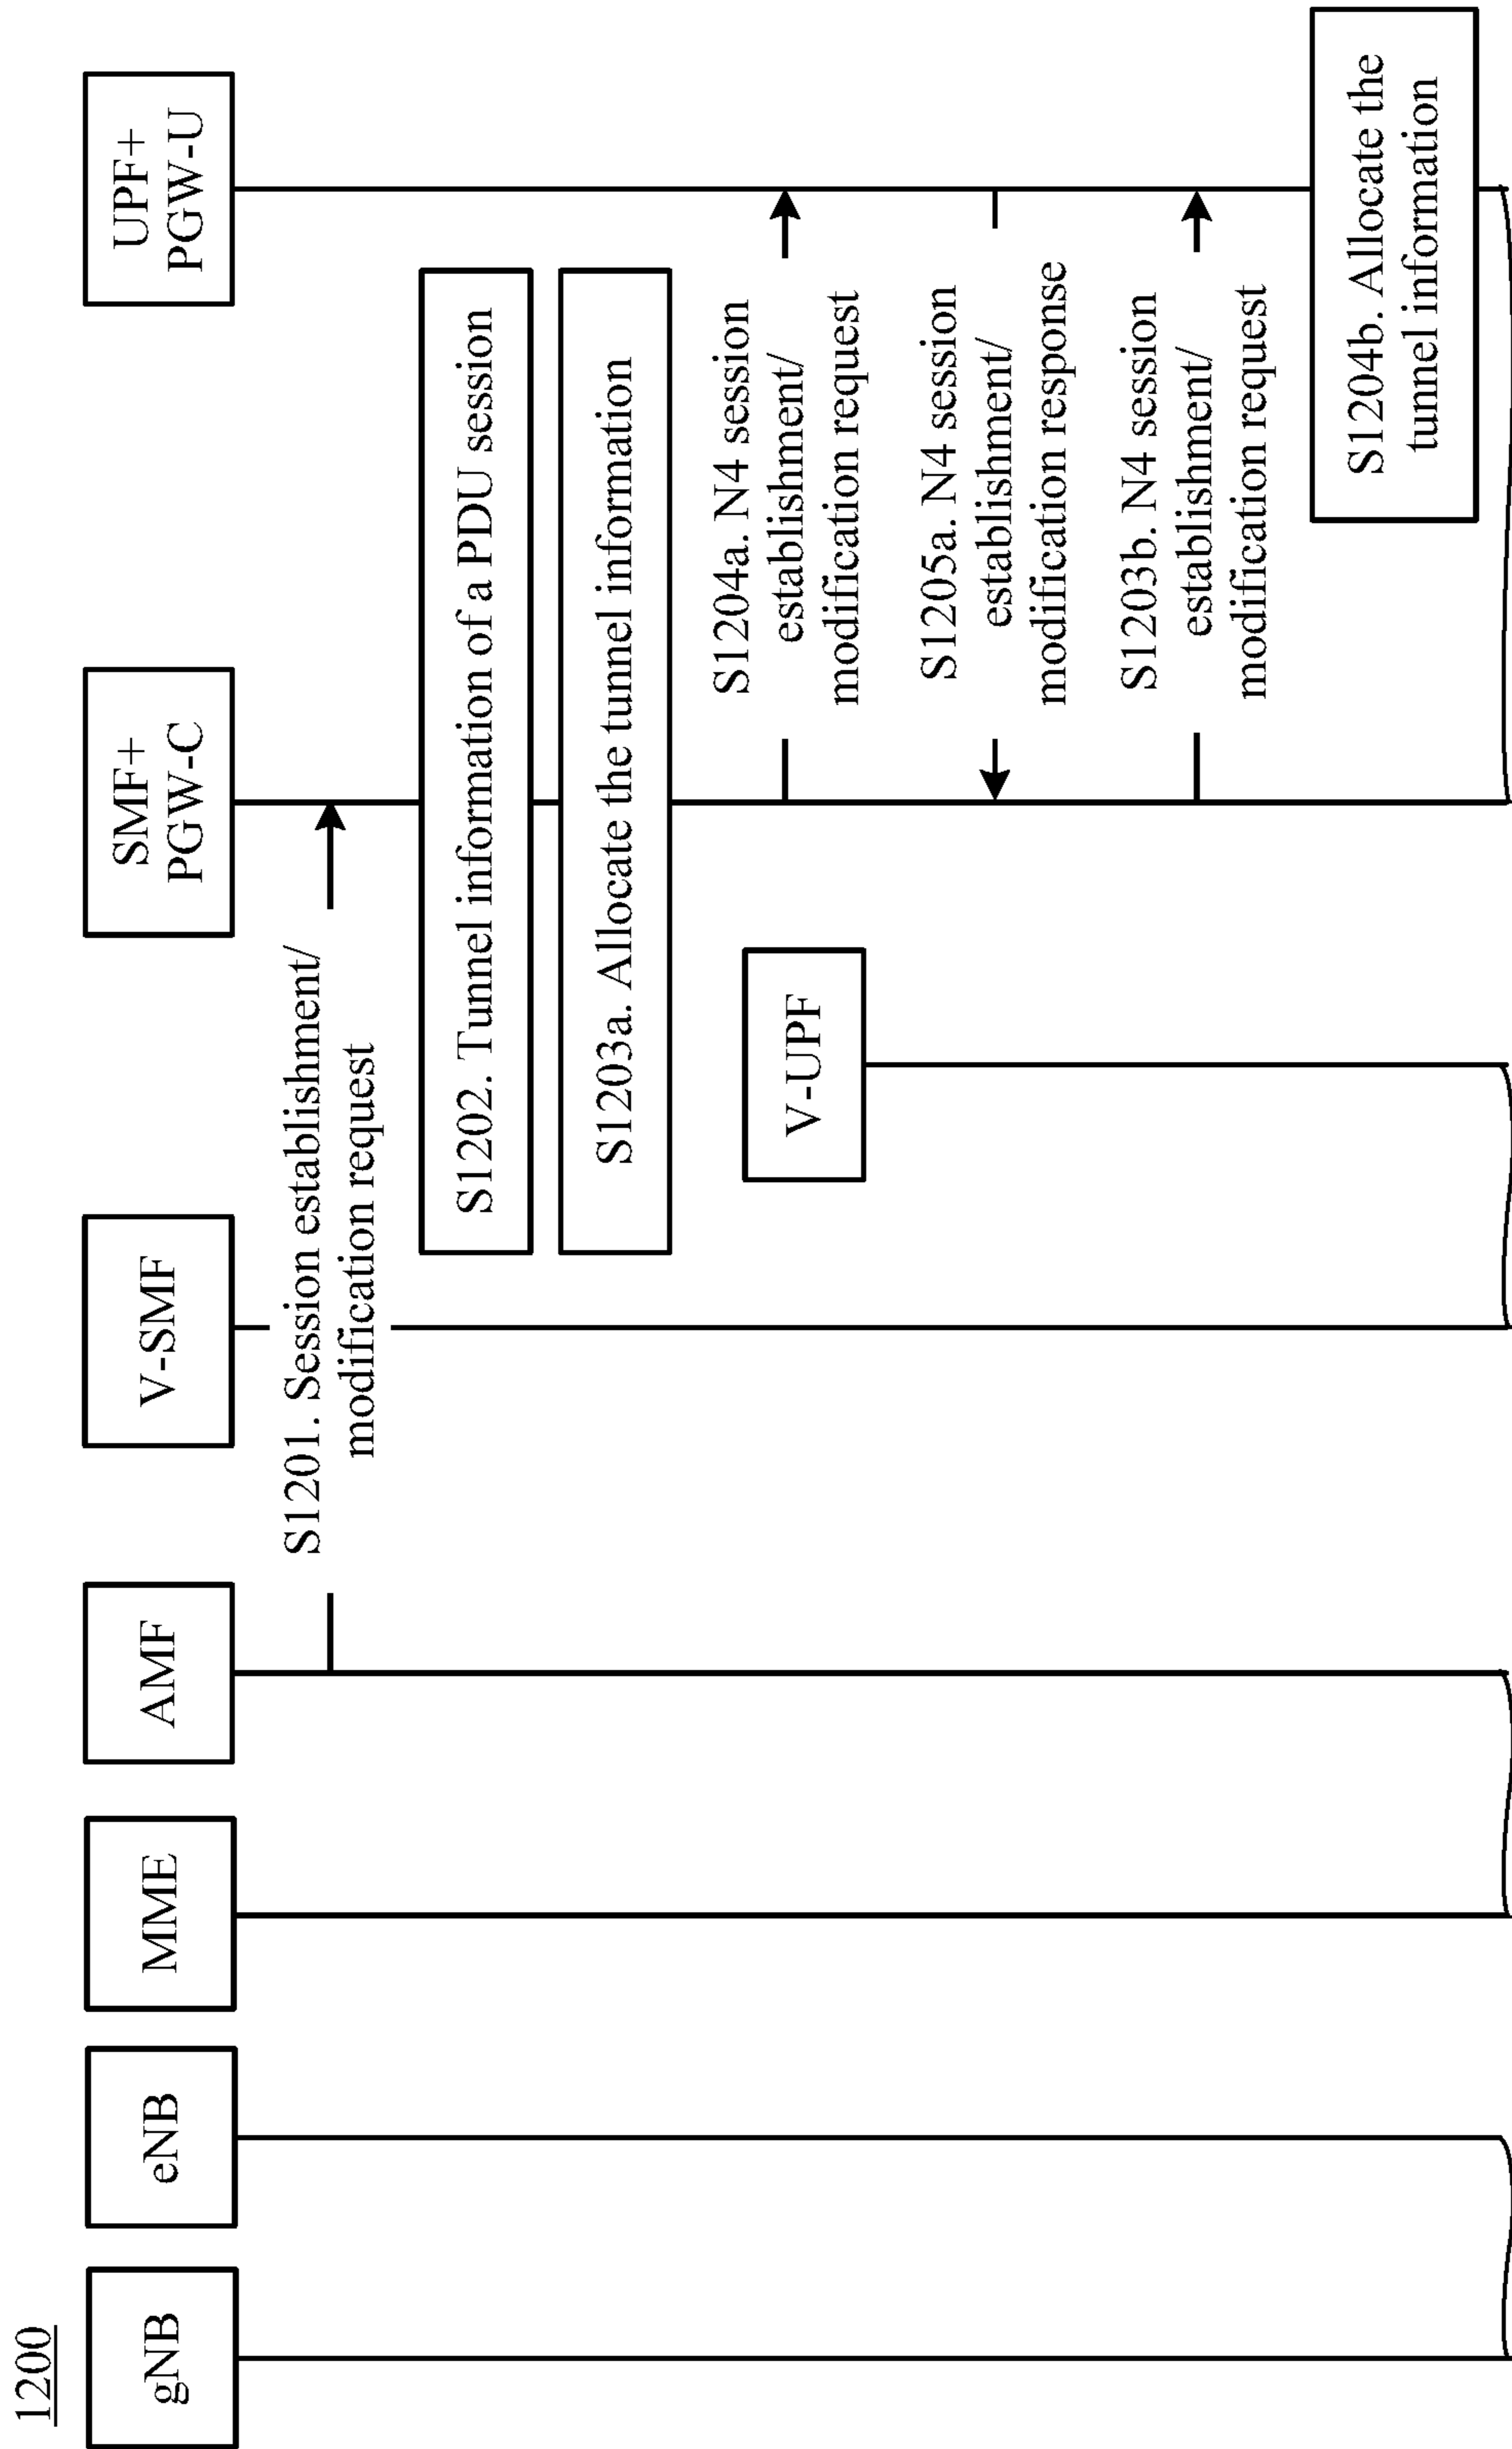 1200
gNB
eNB
MME
AMF
V-SMF
SMF+
PGW-C
UPF+
PGW-U
S1201. Session establishment/
modification request
S1202. Tunnel information of a PDU session
S1203a. Allocate the tunnel information
V-UPF
S1204a. N4 session
establishment/
modification request
S1205a. N4 session
establishment/
modification response
S1203b. N4 session
establishment/
modification request
S1204b. Allocate the
tunnel information